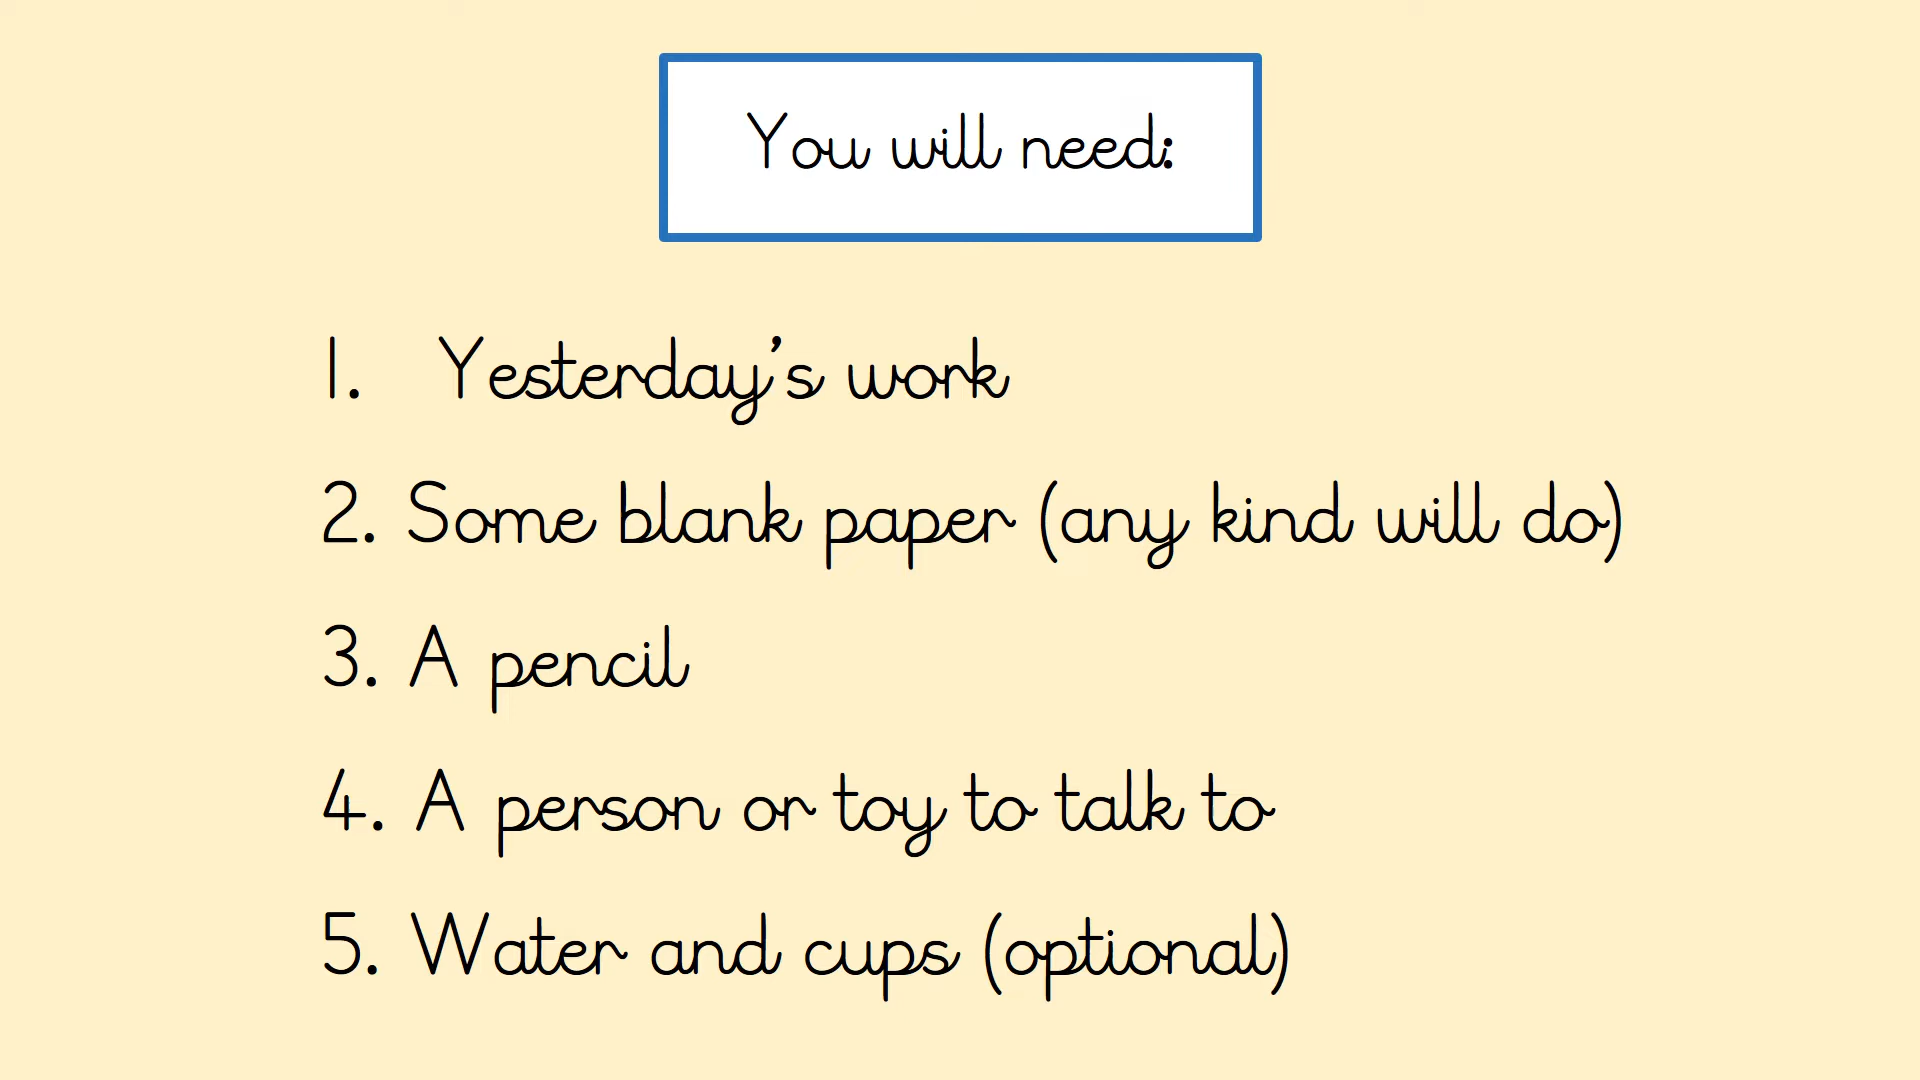 You will need:
1. Yesterday’s work
2. Some blank paper (any kind will do)
3. A pencil
4. A person or toy to talk to
5. Water and cups (optional)